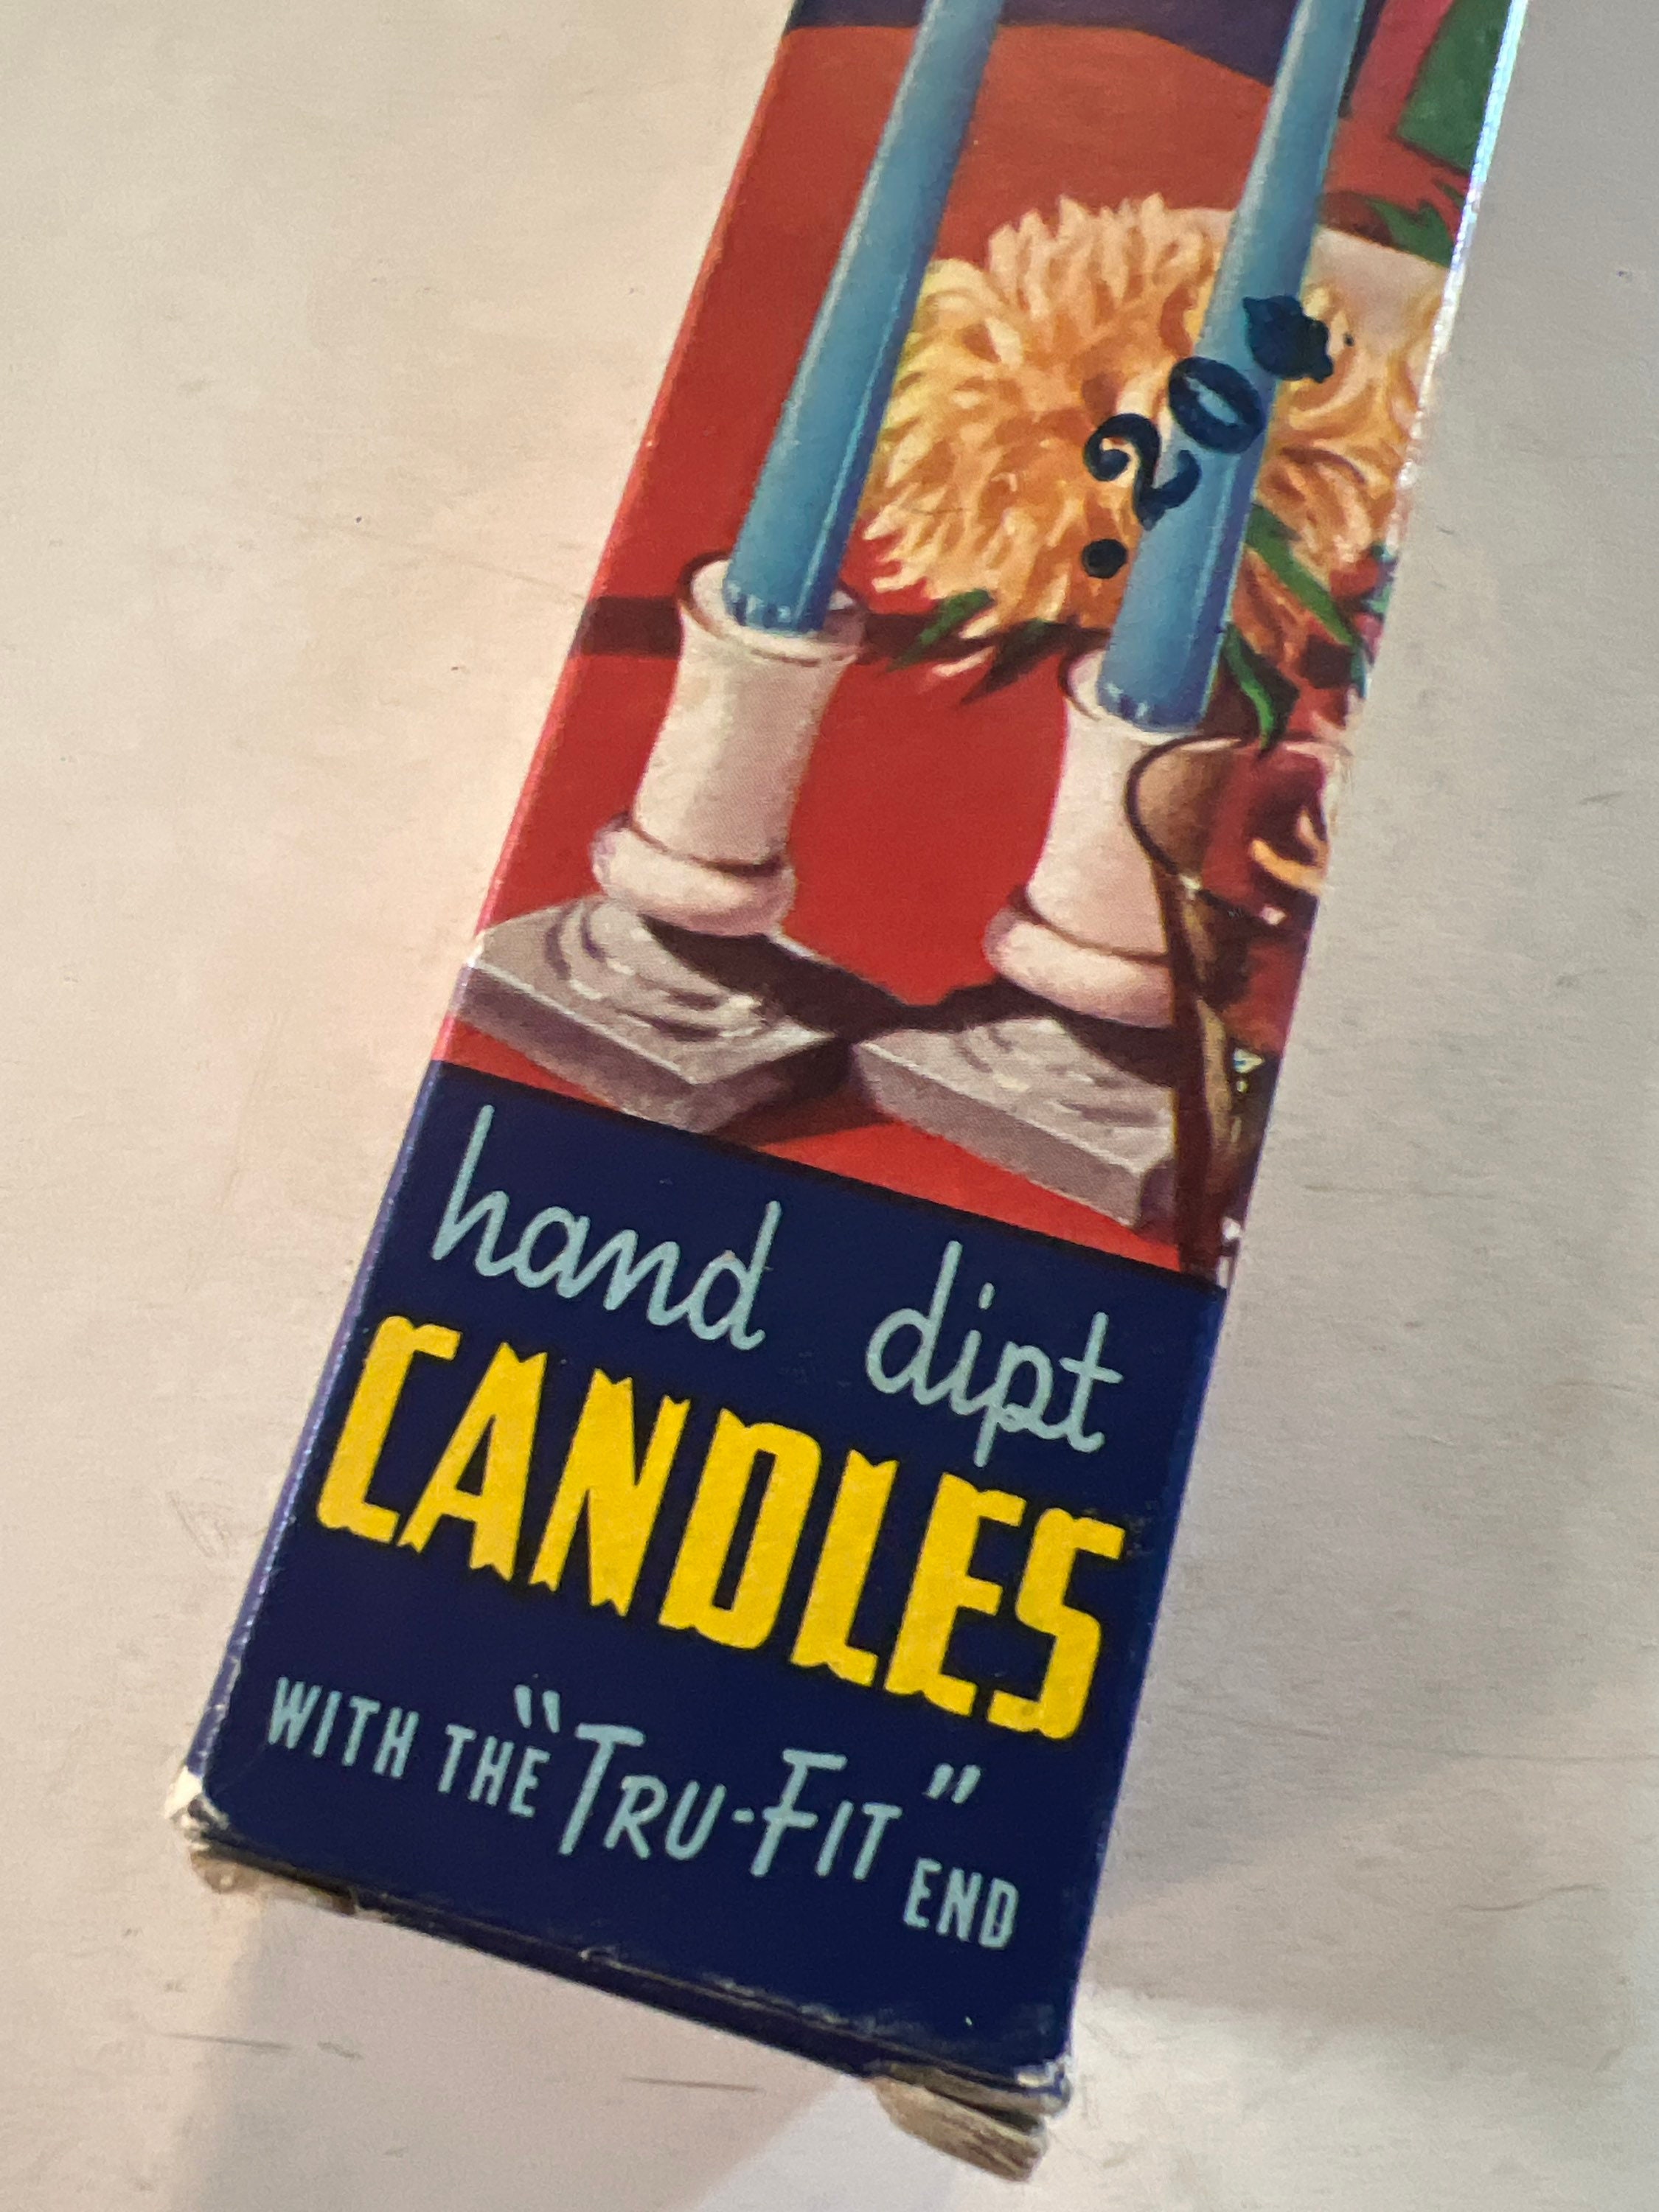 .20
hand dipt
CANDLES
WITH THE "TRU-FIT" END